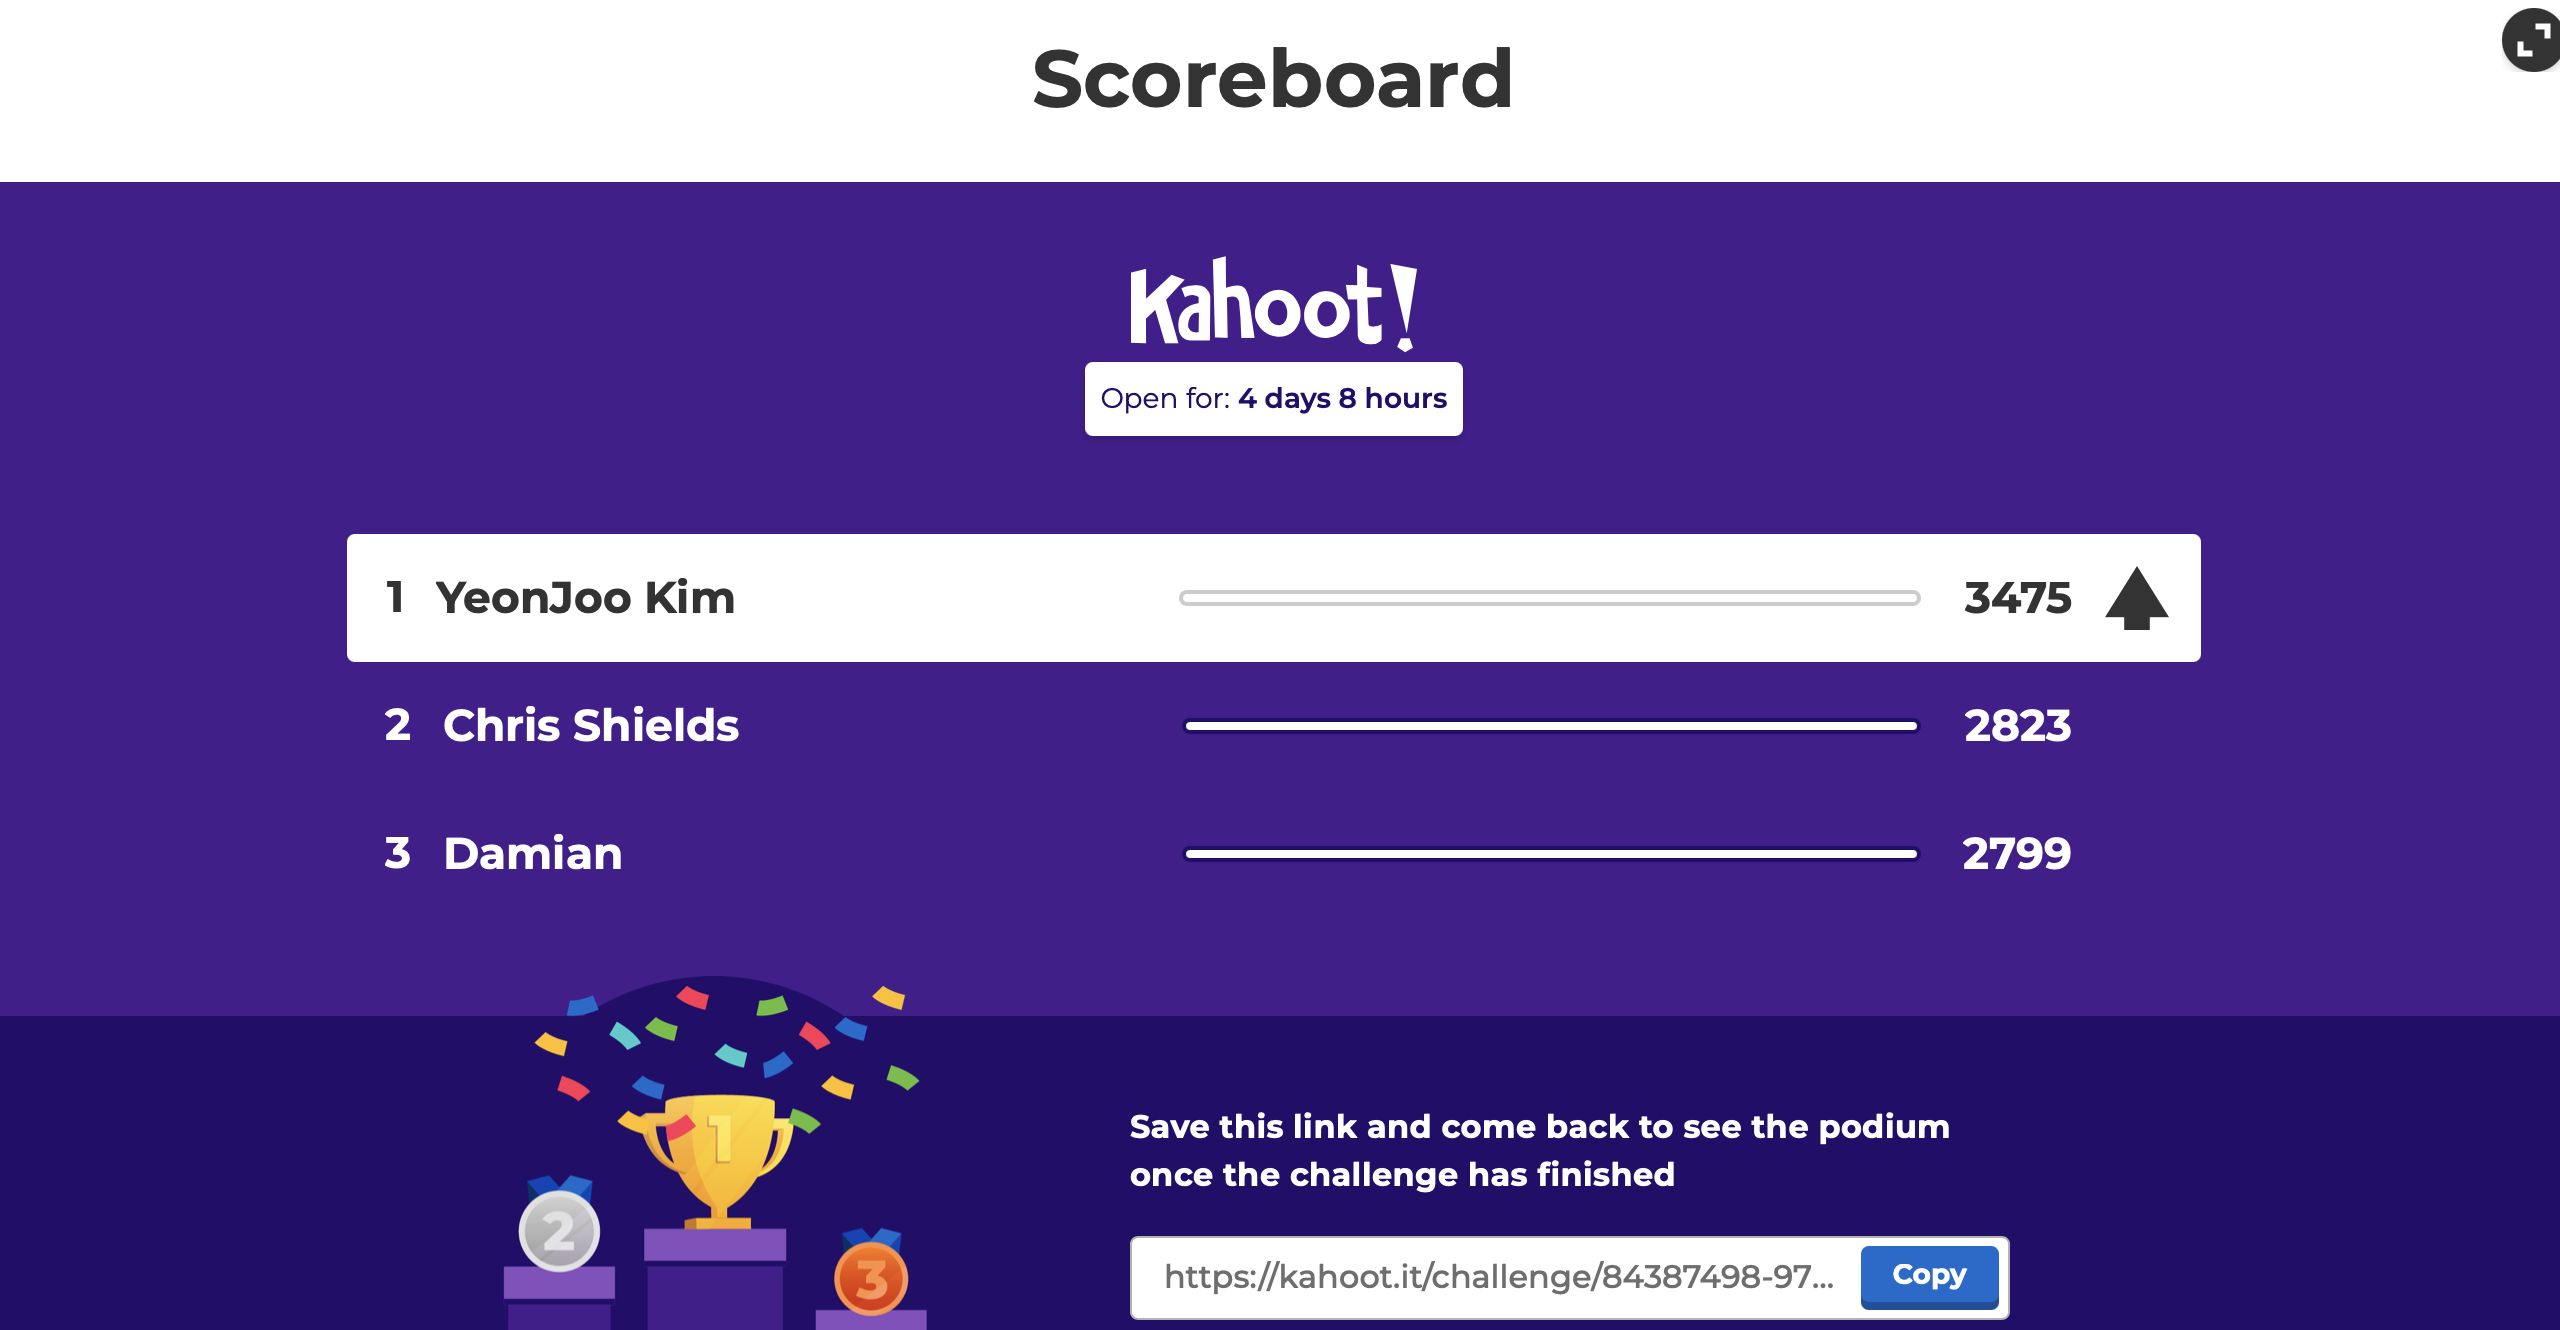 Scoreboard
Kahoot!
Open for: 4 days 8 hours
1 YeonJoo Kim 3475
2 Chris Shields 2823
3 Damian 2799
1
2
3
Save this link and come back to see the podium
once the challenge has finished
https://kahoot.it/challenge/84387498-97... Copy